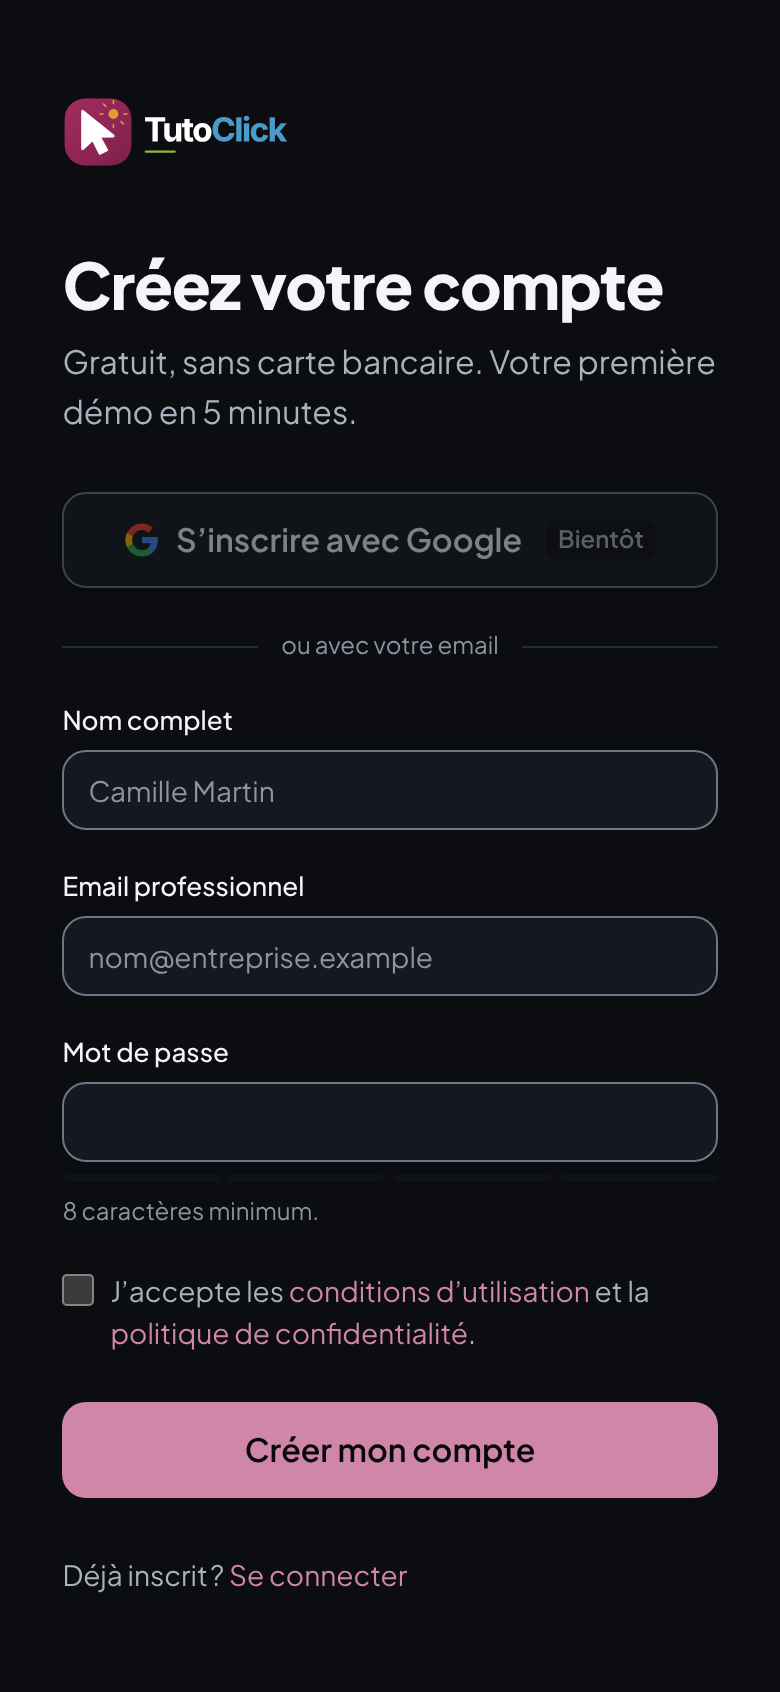 TutoClick
Créez votre compte
Gratuit, sans carte bancaire. Votre première
démo en 5 minutes.
S’inscrire avec Google Bientôt
ou avec votre email
Nom complet
Camille Martin
Email professionnel
nom@entreprise.example
Mot de passe
8 caractères minimum.
J’accepte les conditions d’utilisation et la
politique de confidentialité.
Créer mon compte
Déjà inscrit ? Se connecter